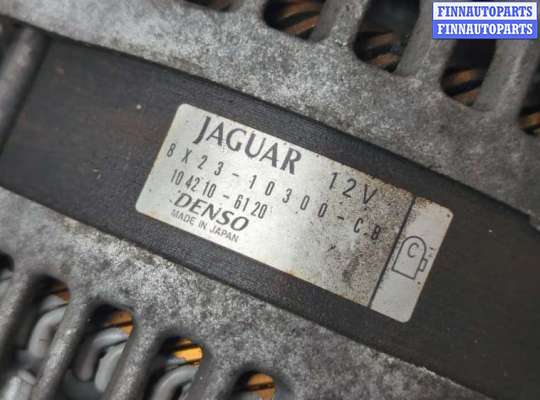 FINNAUTOPARTS
FINNAUTOPARTS
JAGUAR 12V
8X23-10300-CB
104210-6120
DENSO
MADE IN JAPAN
C